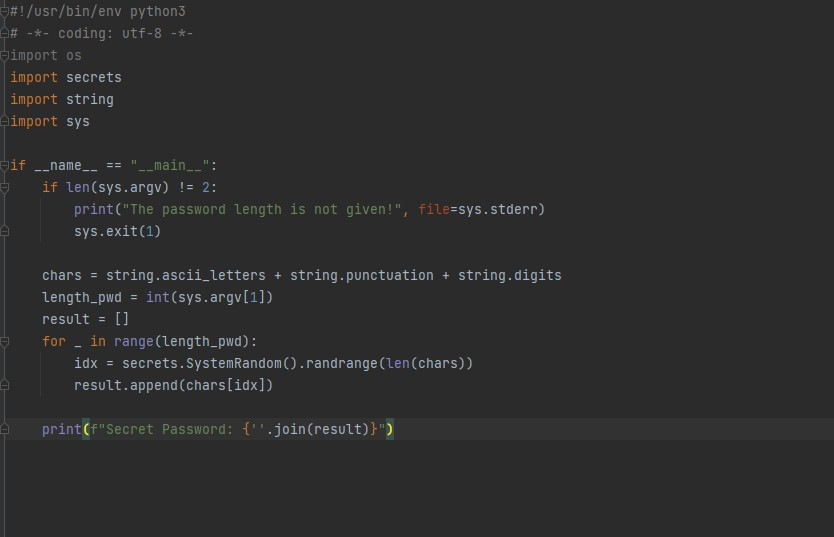 #!/usr/bin/env python3
# -*- coding: utf-8 -*-
import os
import secrets
import string
import sys

if __name__ == "__main__":
    if len(sys.argv) != 2:
        print("The password length is not given!", file=sys.stderr)
        sys.exit(1)

    chars = string.ascii_letters + string.punctuation + string.digits
    length_pwd = int(sys.argv[1])
    result = []
    for _ in range(length_pwd):
        idx = secrets.SystemRandom().randrange(len(chars))
        result.append(chars[idx])

    print(f"Secret Password: {''.join(result)}")